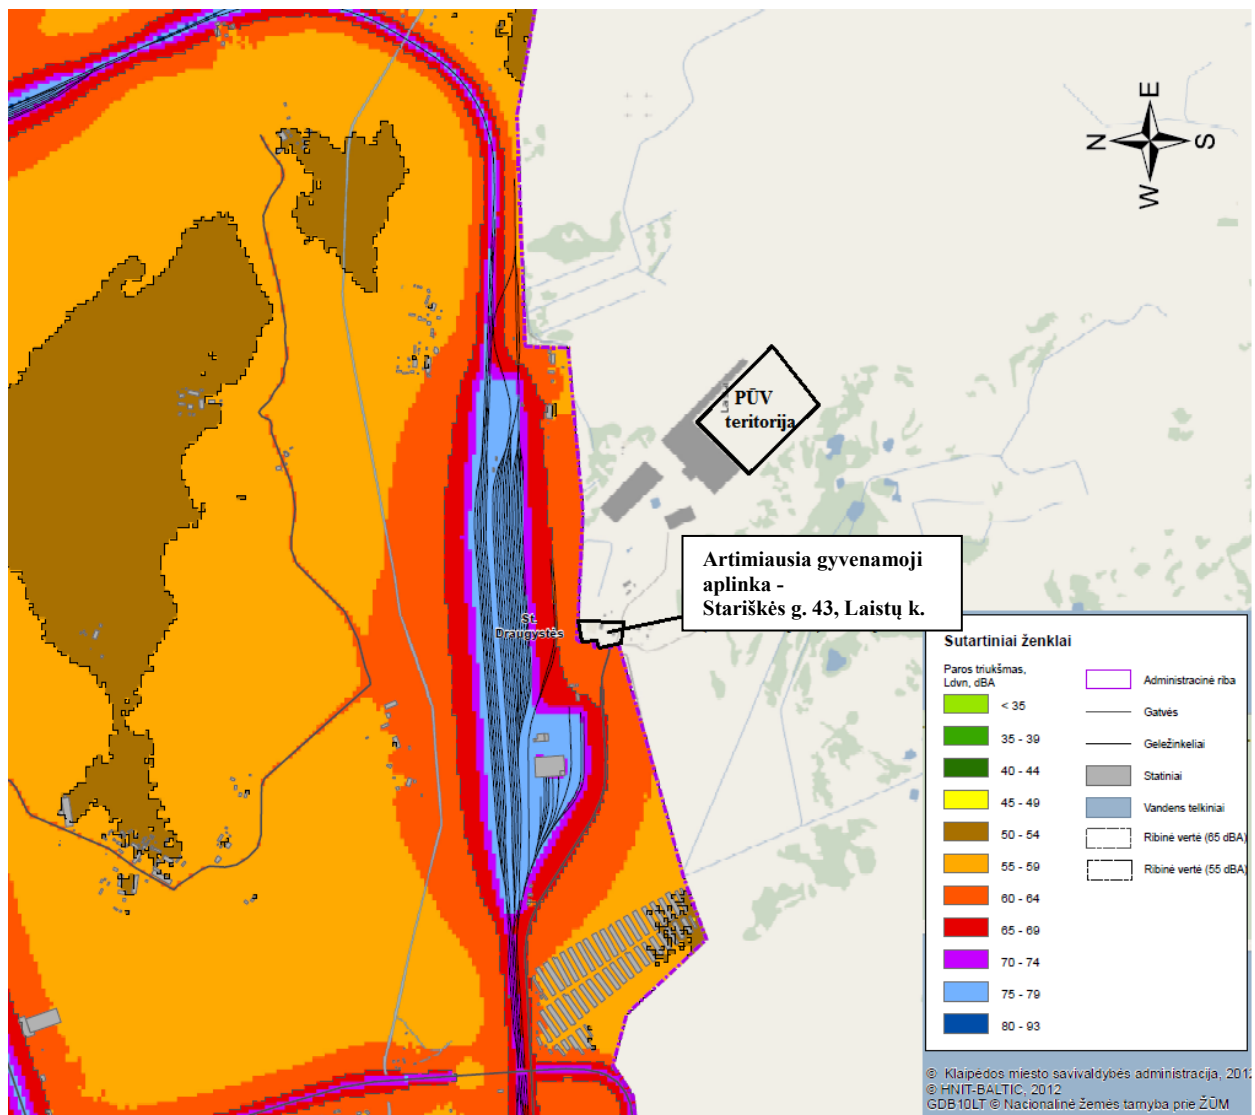 E
N
S
W
PŪV
teritorija
Artimiausia gyvenamoji
aplinka -
Stariškės g. 43, Laistų k.
St.
Draugystės
Sutartiniai ženklai
Paros triukšmas,
Ldvn, dBA
< 35
35 - 39
40 - 44
45 - 49
50 - 54
55 - 59
60 - 64
65 - 69
70 - 74
75 - 79
80 - 93
Administracinė riba
Gatvės
Geležinkeliai
Statiniai
Vandens telkiniai
Ribinė vertė (65 dBA)
Ribinė vertė (55 dBA)
© Klaipėdos miesto savivaldybės administracija, 2012
© HNIT-BALTIC, 2012
GDB10LT © Nacionalinė žemės tarnyba prie ŽŪM